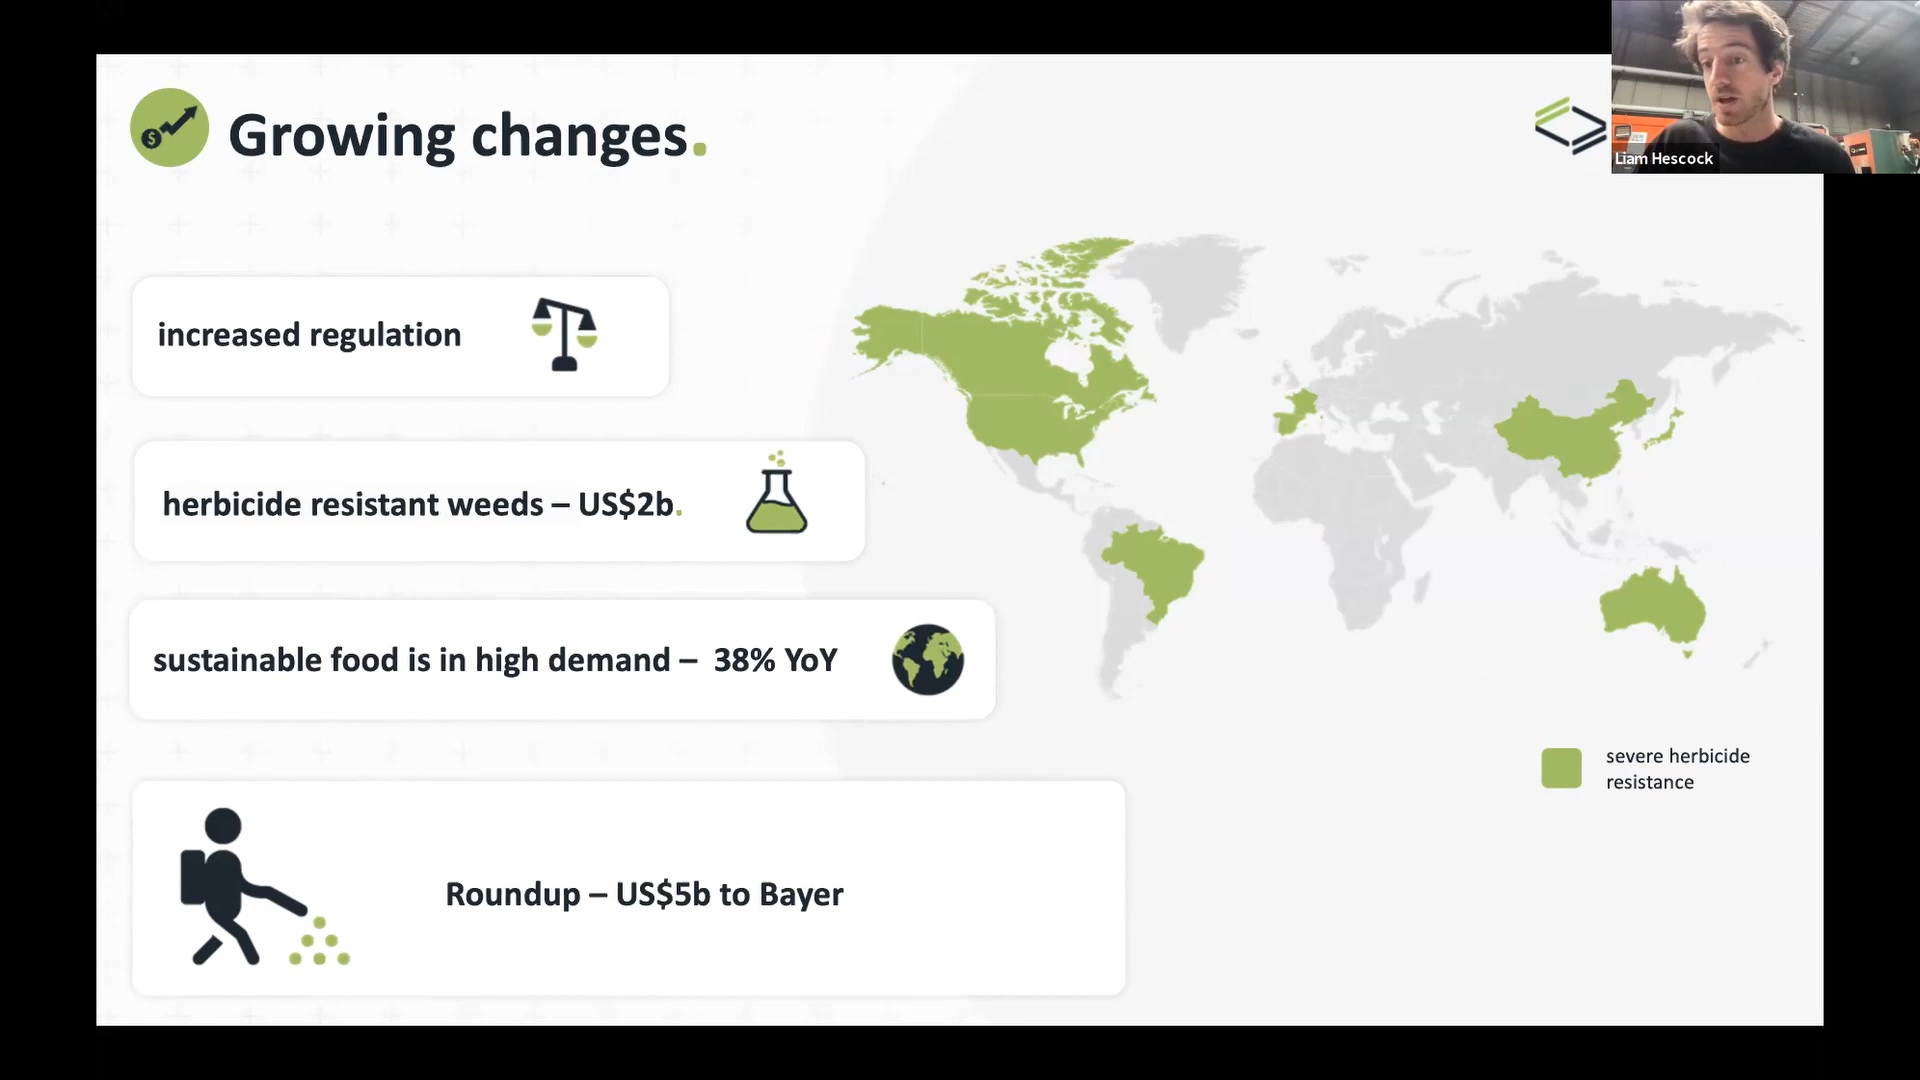 Growing changes.
Liam Hescock
increased regulation
herbicide resistant weeds – US$2b.
sustainable food is in high demand – 38% YoY
severe herbicide
resistance
Roundup – US$5b to Bayer